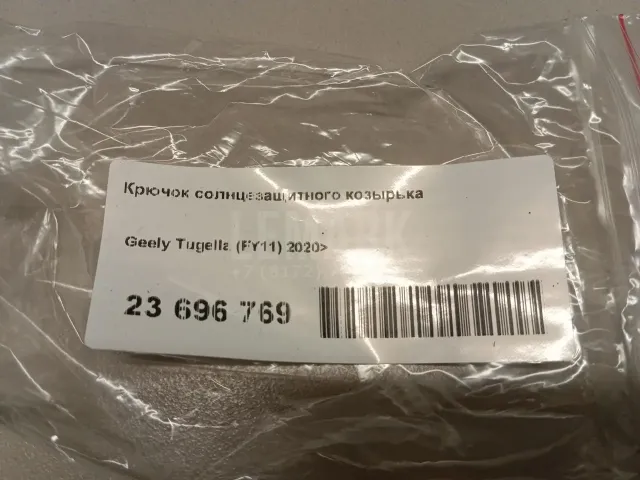 Крючок солнцезащитного козырька
Geely Tugella (FY11) 2020>
23 696 769